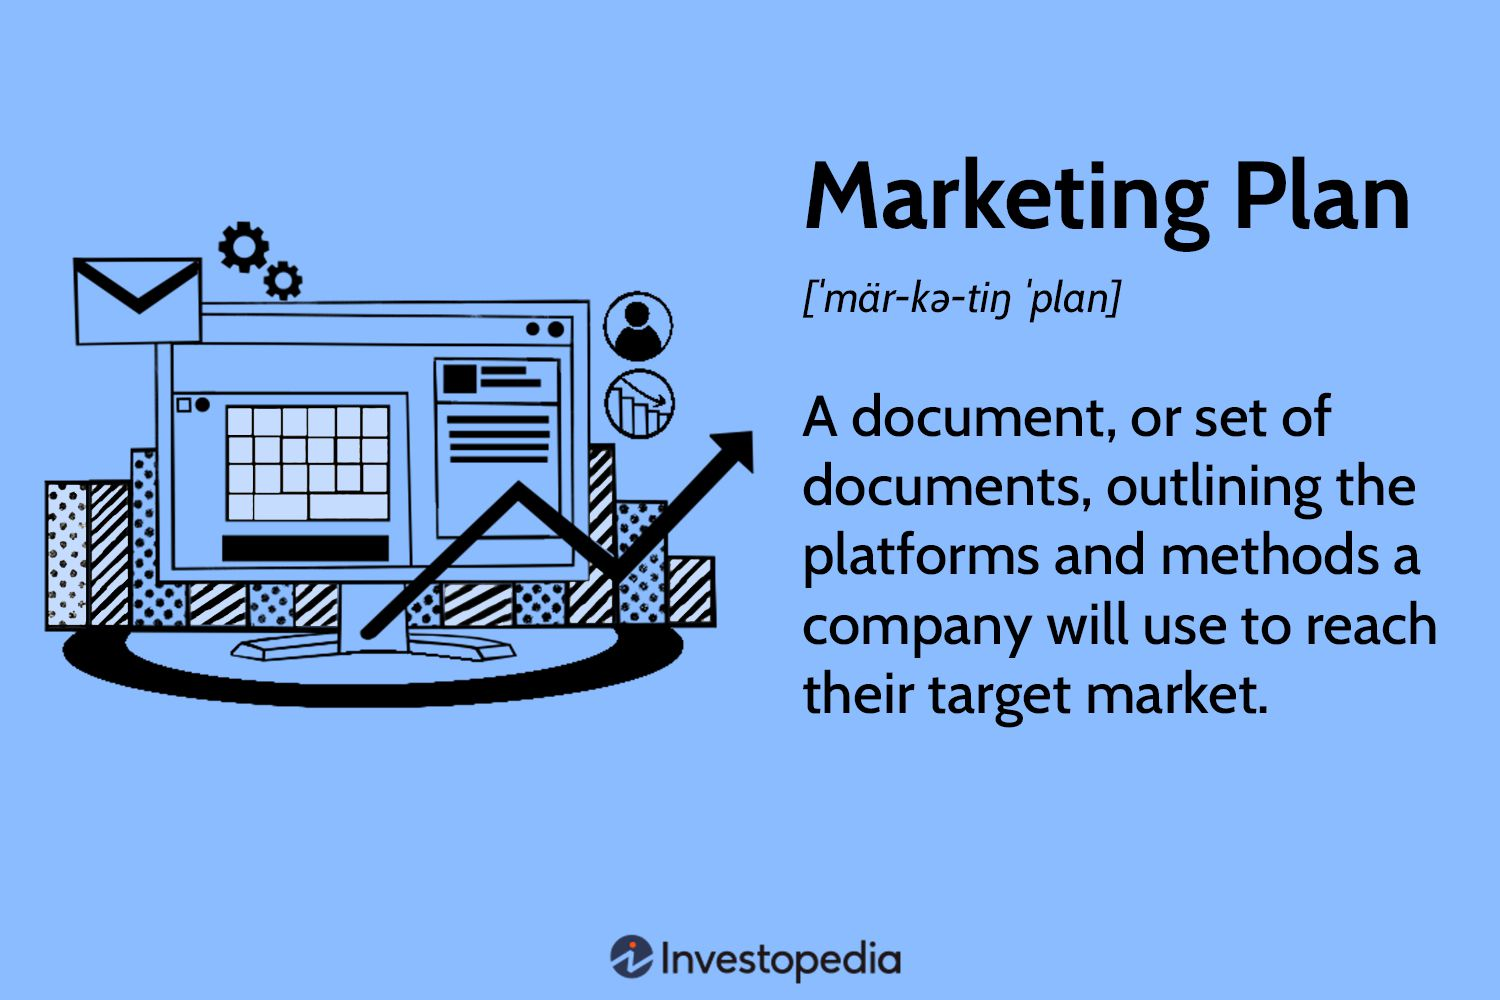 Marketing Plan
[ˈmär-kə-tiŋ ˈplan]
A document, or set of
documents, outlining the
platforms and methods a
company will use to reach
their target market.
Investopedia